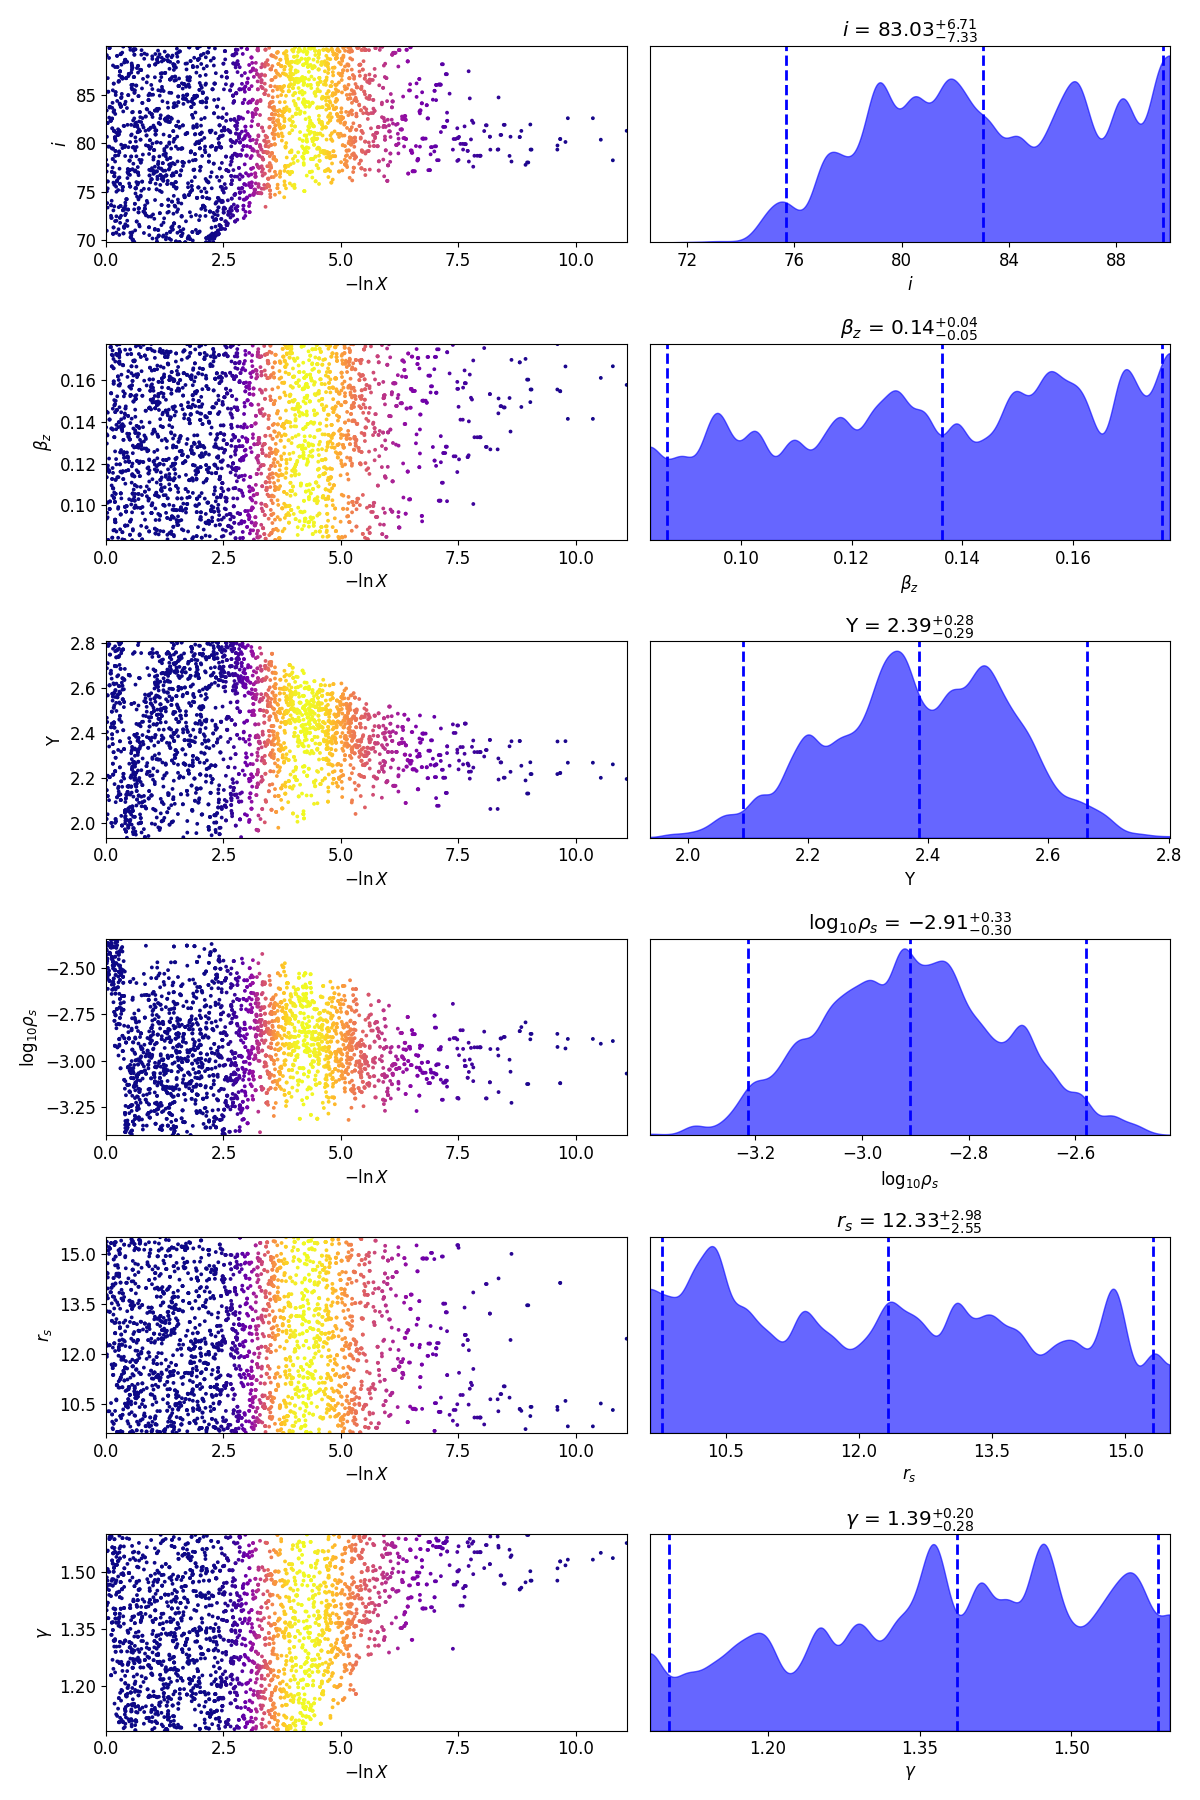 i = 83.03+6.71−7.33
85
80
75
70
i
0.0 2.5 5.0 7.5 10.0
−ln X
72 76 80 84 88
i
βz = 0.14+0.04−0.05
0.16
0.14
0.12
0.10
βz
0.0 2.5 5.0 7.5 10.0
−ln X
0.10 0.12 0.14 0.16
βz
Y = 2.39+0.28−0.29
2.8
2.6
2.4
2.2
2.0
Y
0.0 2.5 5.0 7.5 10.0
−ln X
2.0 2.2 2.4 2.6 2.8
Y
log10ρs = −2.91+0.33−0.30
−2.50
−2.75
−3.00
−3.25
log10ρs
0.0 2.5 5.0 7.5 10.0
−ln X
−3.2 −3.0 −2.8 −2.6
log10ρs
rs = 12.33+2.98−2.55
15.0
13.5
12.0
10.5
rs
0.0 2.5 5.0 7.5 10.0
−ln X
10.5 12.0 13.5 15.0
rs
γ = 1.39+0.20−0.28
1.50
1.35
1.20
γ
0.0 2.5 5.0 7.5 10.0
−ln X
1.20 1.35 1.50
γ